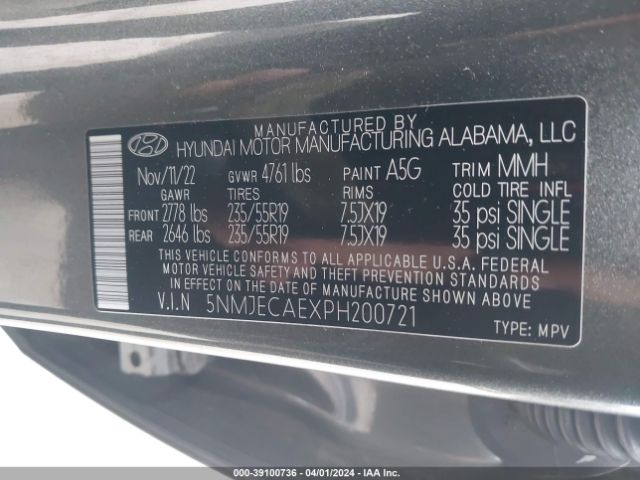 MANUFACTURED BY
HYUNDAI MOTOR MANUFACTURING ALABAMA, LLC
Nov/11/22 GVWR 4761 lbs PAINT A5G TRIM MMH
GAWR TIRES RIMS COLD TIRE INFL
FRONT 2778 lbs 235/55R19 7.5JX19 35 psi SINGLE
REAR 2646 lbs 235/55R19 7.5JX19 35 psi SINGLE
THIS VEHICLE CONFORMS TO ALL APPLICABLE U.S.A. FEDERAL
MOTOR VEHICLE SAFETY AND THEFT PREVENTION STANDARDS
IN EFFECT ON THE DATE OF MANUFACTURE SHOWN ABOVE.
V.I.N 5NMJECAEXPH200721
TYPE: MPV
000-39100736 - 04/01/2024 - IAAI.COM